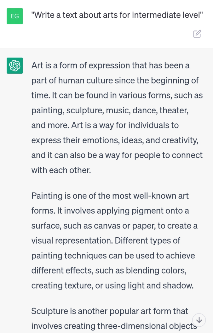 "Write a text about arts for intermediate level"
Art is a form of expression that has been a
part of human culture since the beginning of
time. It can be found in various forms, such as
painting, sculpture, music, dance, theater,
and more. Art is a way for individuals to
express their emotions, ideas, and creativity,
and it can also be a way for people to connect
with each other.
Painting is one of the most well-known art
forms. It involves applying pigment onto a
surface, such as canvas or paper, to create a
visual representation. Different types of
painting techniques can be used to achieve
different effects, such as blending colors,
creating texture, or using light and shadow.
Sculpture is another popular art form that
involves creating three-dimensional objects